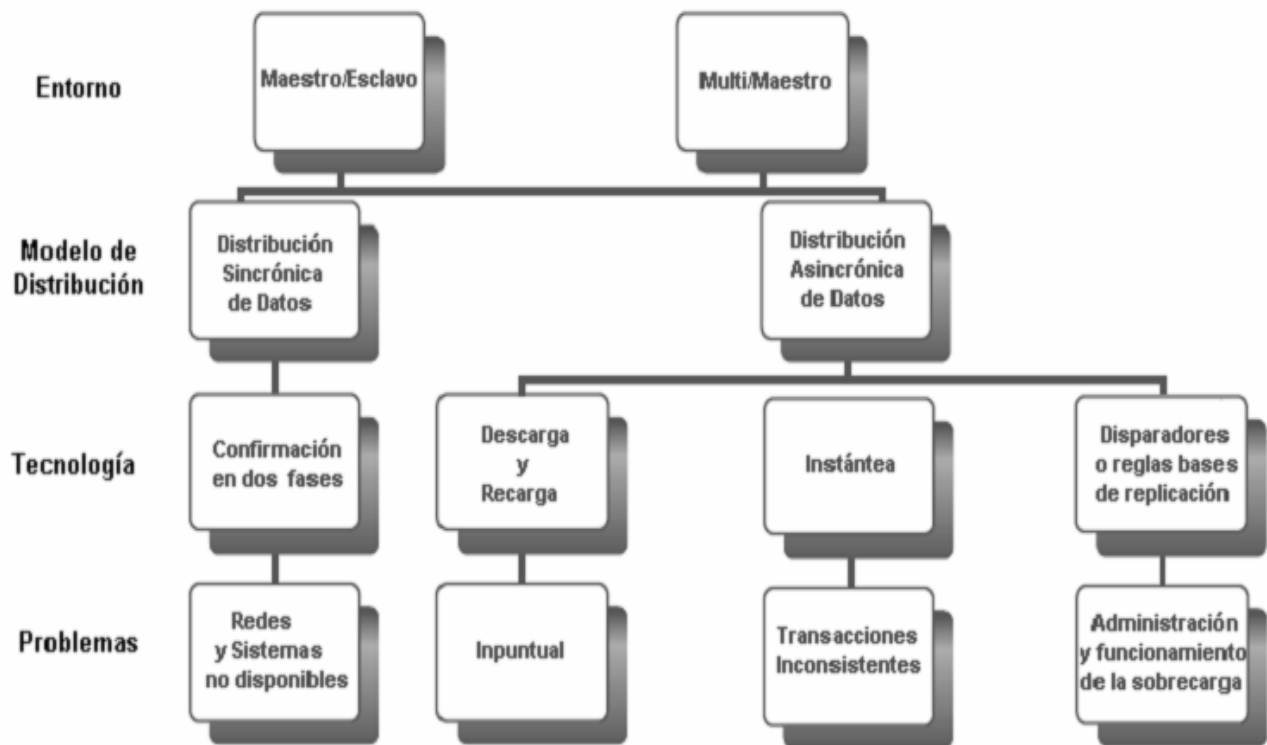 Entorno
Maestro/Esclavo
Multi/Maestro
Modelo de
Distribución
Distribución
Sincrónica
de Datos
Distribución
Asincrónica
de Datos
Tecnología
Confirmación
en dos fases
Descarga
y
Recarga
Instántea
Disparadores
o reglas bases
de replicación
Problemas
Redes
y Sistemas
no disponibles
Inpuntual
Transacciones
Inconsistentes
Administración
y funcionamiento
de la sobrecarga